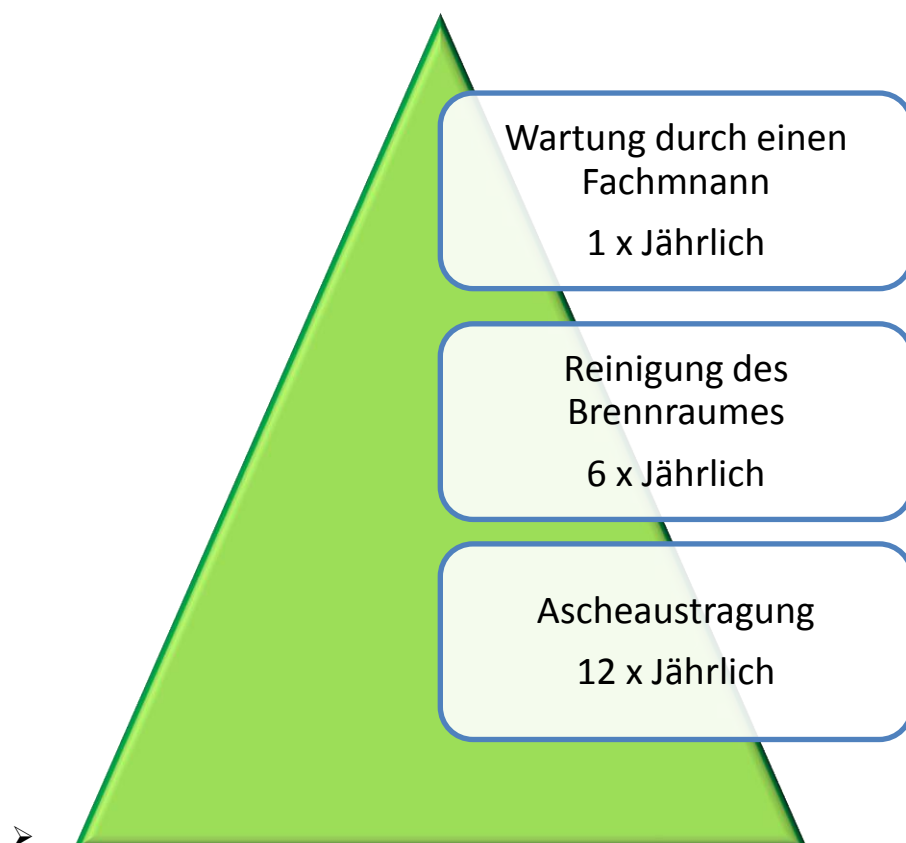 Wartung durch einen
Fachmnann
1 x Jährlich
Reinigung des
Brennraumes
6 x Jährlich
Ascheaustragung
12 x Jährlich